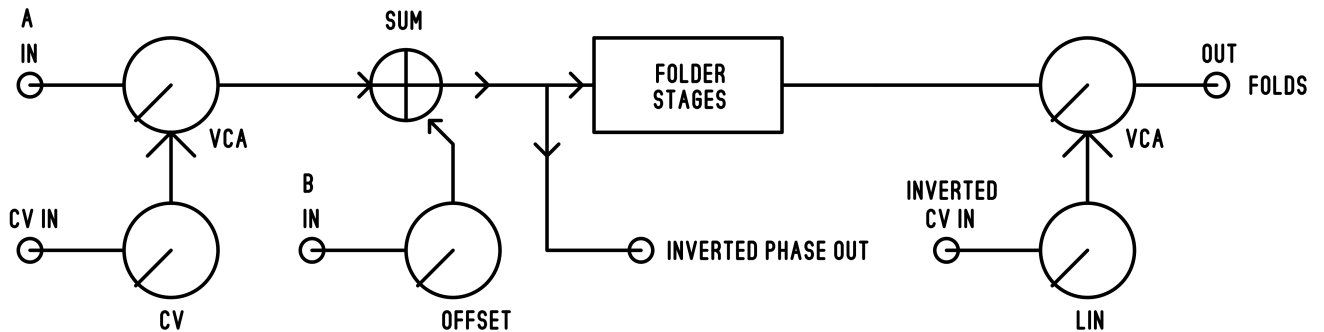 A
IN
VCA
SUM
FOLDER
STAGES
VCA
OUT
FOLDS
CV IN
CV
B
IN
OFFSET
INVERTED PHASE OUT
INVERTED
CV IN
LIN